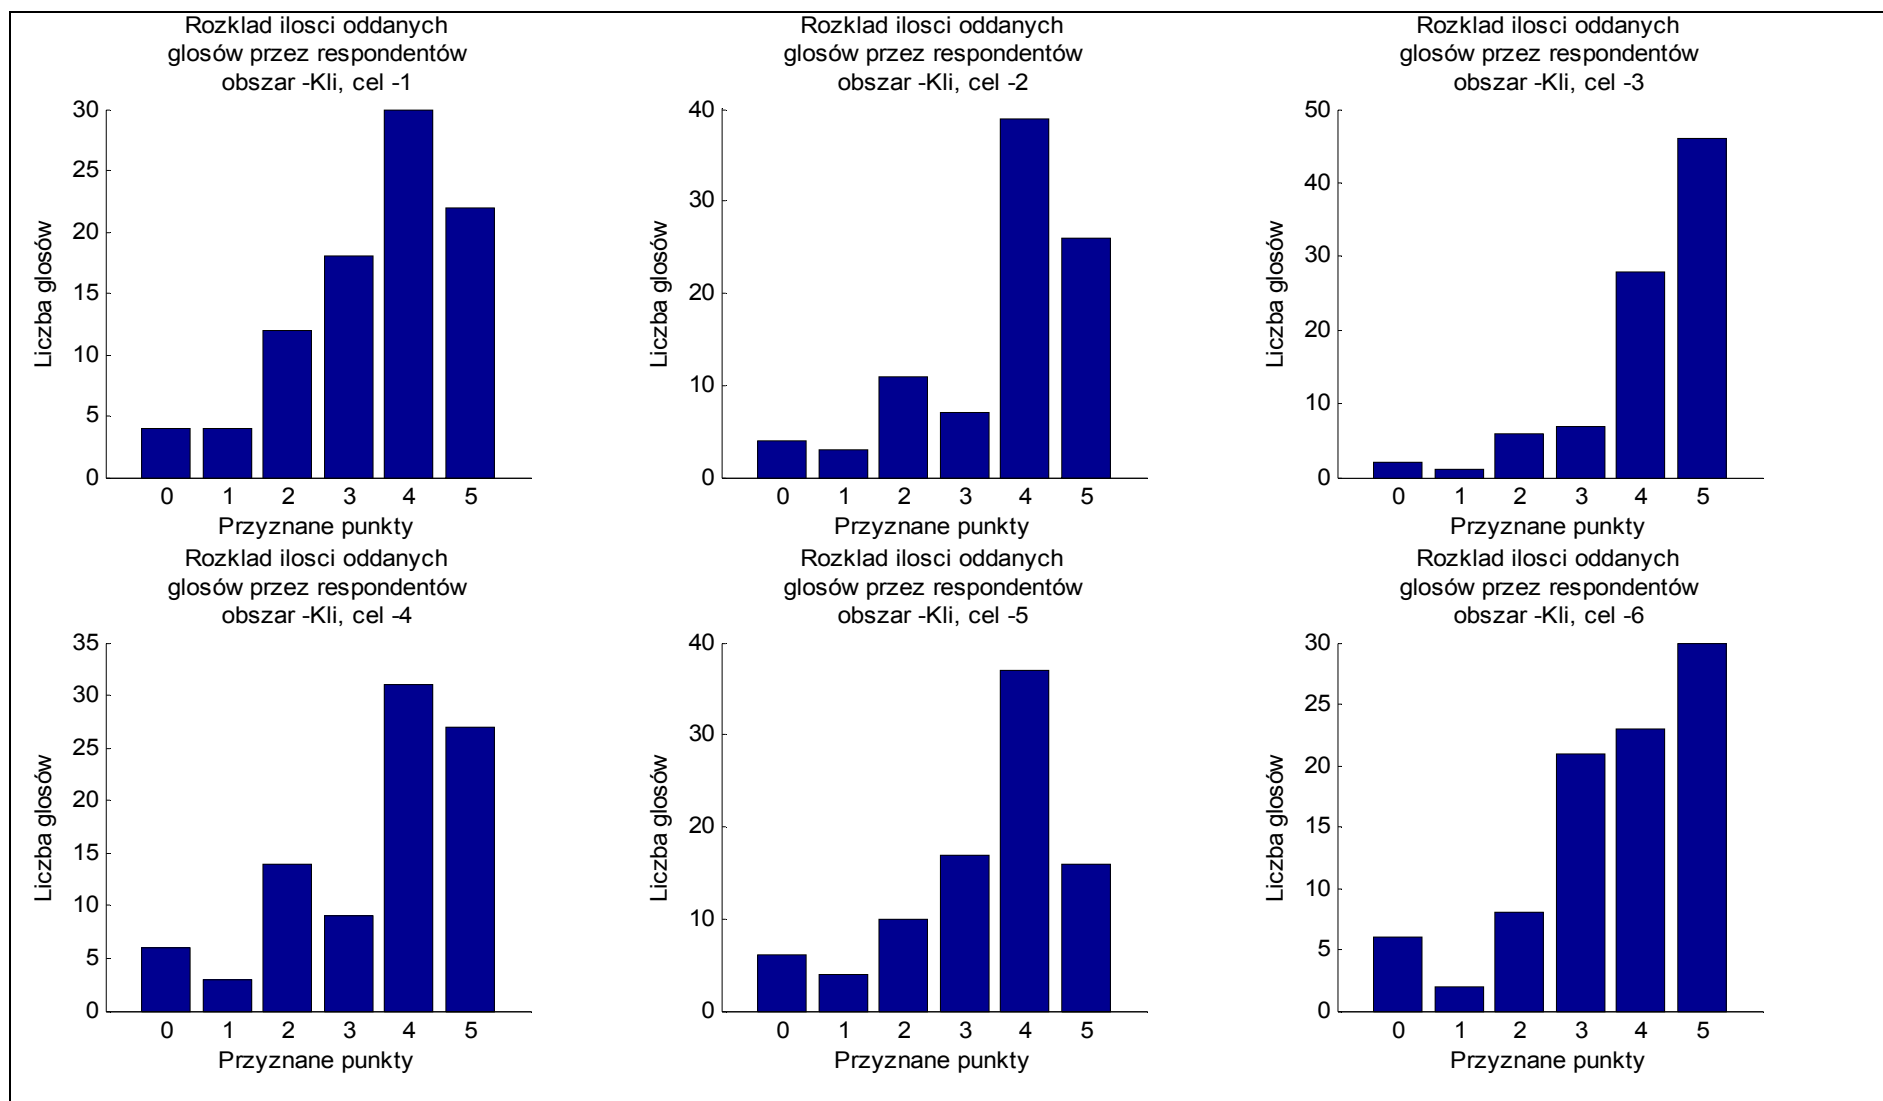 Rozklad ilosci oddanych
glosów przez respondentów
obszar -Kli, cel -1
30
25
20
15
10
5
0
Liczba glosów
0 1 2 3 4 5
Przyznane punkty
Rozklad ilosci oddanych
glosów przez respondentów
obszar -Kli, cel -2
40
30
20
10
0
Liczba glosów
0 1 2 3 4 5
Przyznane punkty
Rozklad ilosci oddanych
glosów przez respondentów
obszar -Kli, cel -3
50
40
30
20
10
0
Liczba glosów
0 1 2 3 4 5
Przyznane punkty
Rozklad ilosci oddanych
glosów przez respondentów
obszar -Kli, cel -4
35
30
25
20
15
10
5
0
Liczba glosów
0 1 2 3 4 5
Przyznane punkty
Rozklad ilosci oddanych
glosów przez respondentów
obszar -Kli, cel -5
40
30
20
10
0
Liczba glosów
0 1 2 3 4 5
Przyznane punkty
Rozklad ilosci oddanych
glosów przez respondentów
obszar -Kli, cel -6
30
25
20
15
10
5
0
Liczba glosów
0 1 2 3 4 5
Przyznane punkty